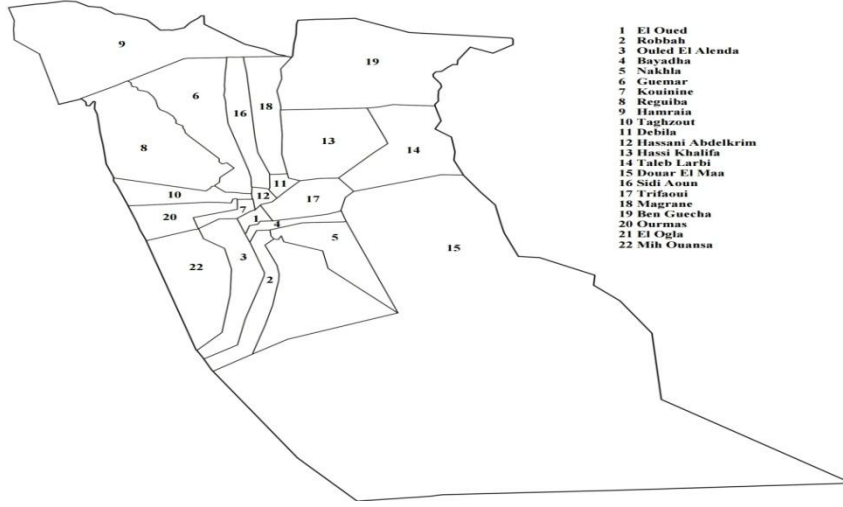 9
19
6
16
18
8
13
14
11
10
12
17
7
20
1
4
5
15
3
22
2
1 El Oued
2 Robbah
3 Ouled El Alenda
4 Bayadha
5 Nakhla
6 Guemar
7 Kouinine
8 Reguiba
9 Hamraia
10 Taghzout
11 Debila
12 Hassani Abdelkrim
13 Hassi Khalifa
14 Taleb Larbi
15 Douar El Maa
16 Sidi Aoun
17 Trifaoui
18 Magrane
19 Ben Guecha
20 Ourmas
21 El Ogla
22 Mih Ouansa